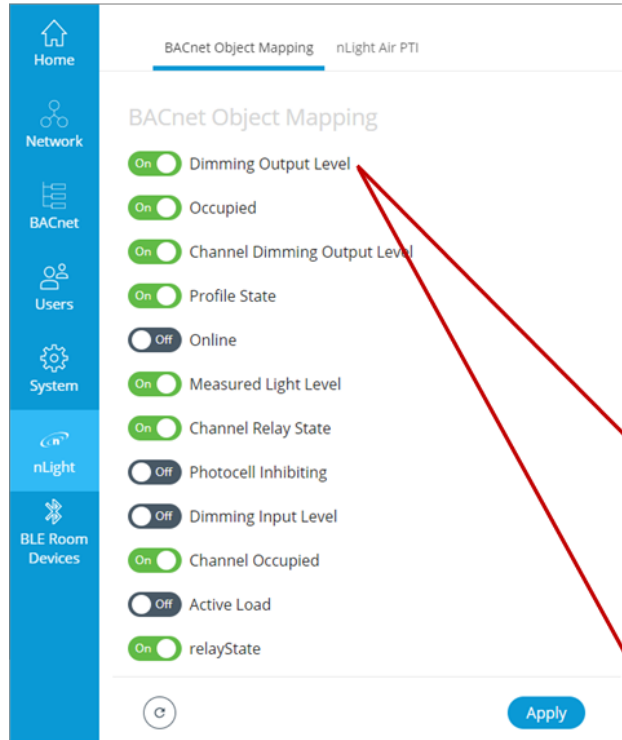 Home
BACnet Object Mapping nLight Air PTI
Network
BACnet Object Mapping
On Dimming Output Level
On Occupied
BACnet
On Channel Dimming Output Level
Users
On Profile State
Off Online
System
On Measured Light Level
On Channel Relay State
n
nLight
Off Photocell Inhibiting
Off Dimming Input Level
BLE Room
Devices
On Channel Occupied
Off Active Load
On relayState
Apply